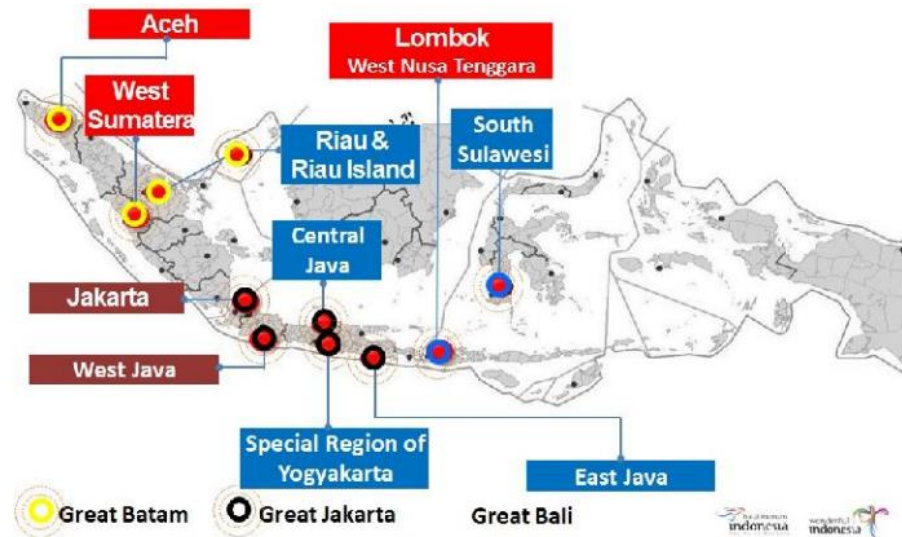 Aceh
Lombok
West Nusa Tenggara
West
Sumatera
Riau &
Riau Island
South
Sulawesi
Central
Java
Jakarta
West Java
Special Region of
Yogyakarta
East Java
Great Batam
Great Jakarta
Great Bali
indonesia
wonderful
indonesia